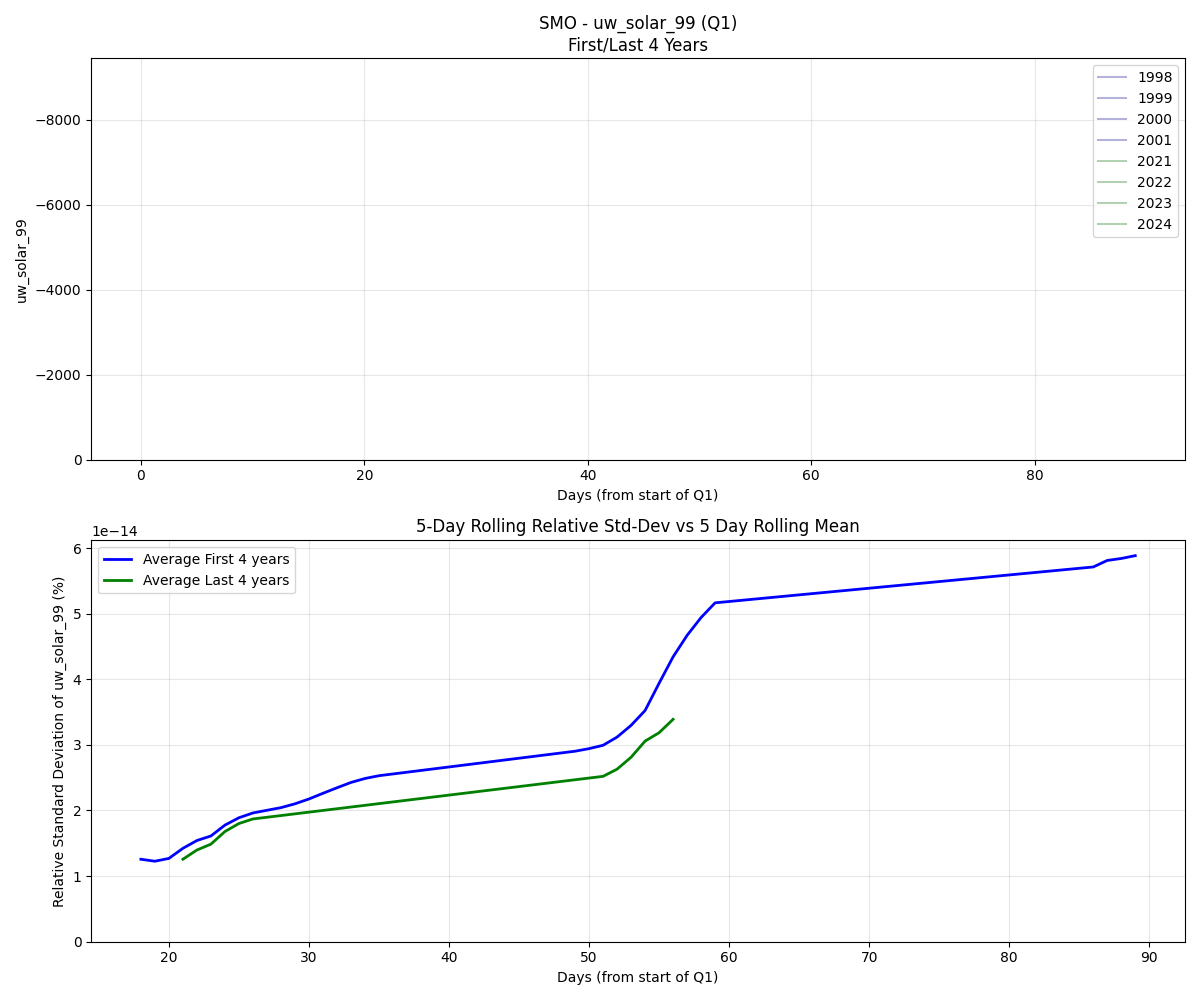 SMO - uw_solar_99 (Q1)
First/Last 4 Years
uw_solar_99
−8000
−6000
−4000
−2000
0
0 20 40 60 80
Days (from start of Q1)
1998
1999
2000
2001
2021
2022
2023
2024
5-Day Rolling Relative Std-Dev vs 5 Day Rolling Mean
1e−14
Relative Standard Deviation of uw_solar_99 (%)
6
5
4
3
2
1
0
Average First 4 years
Average Last 4 years
20 30 40 50 60 70 80 90
Days (from start of Q1)